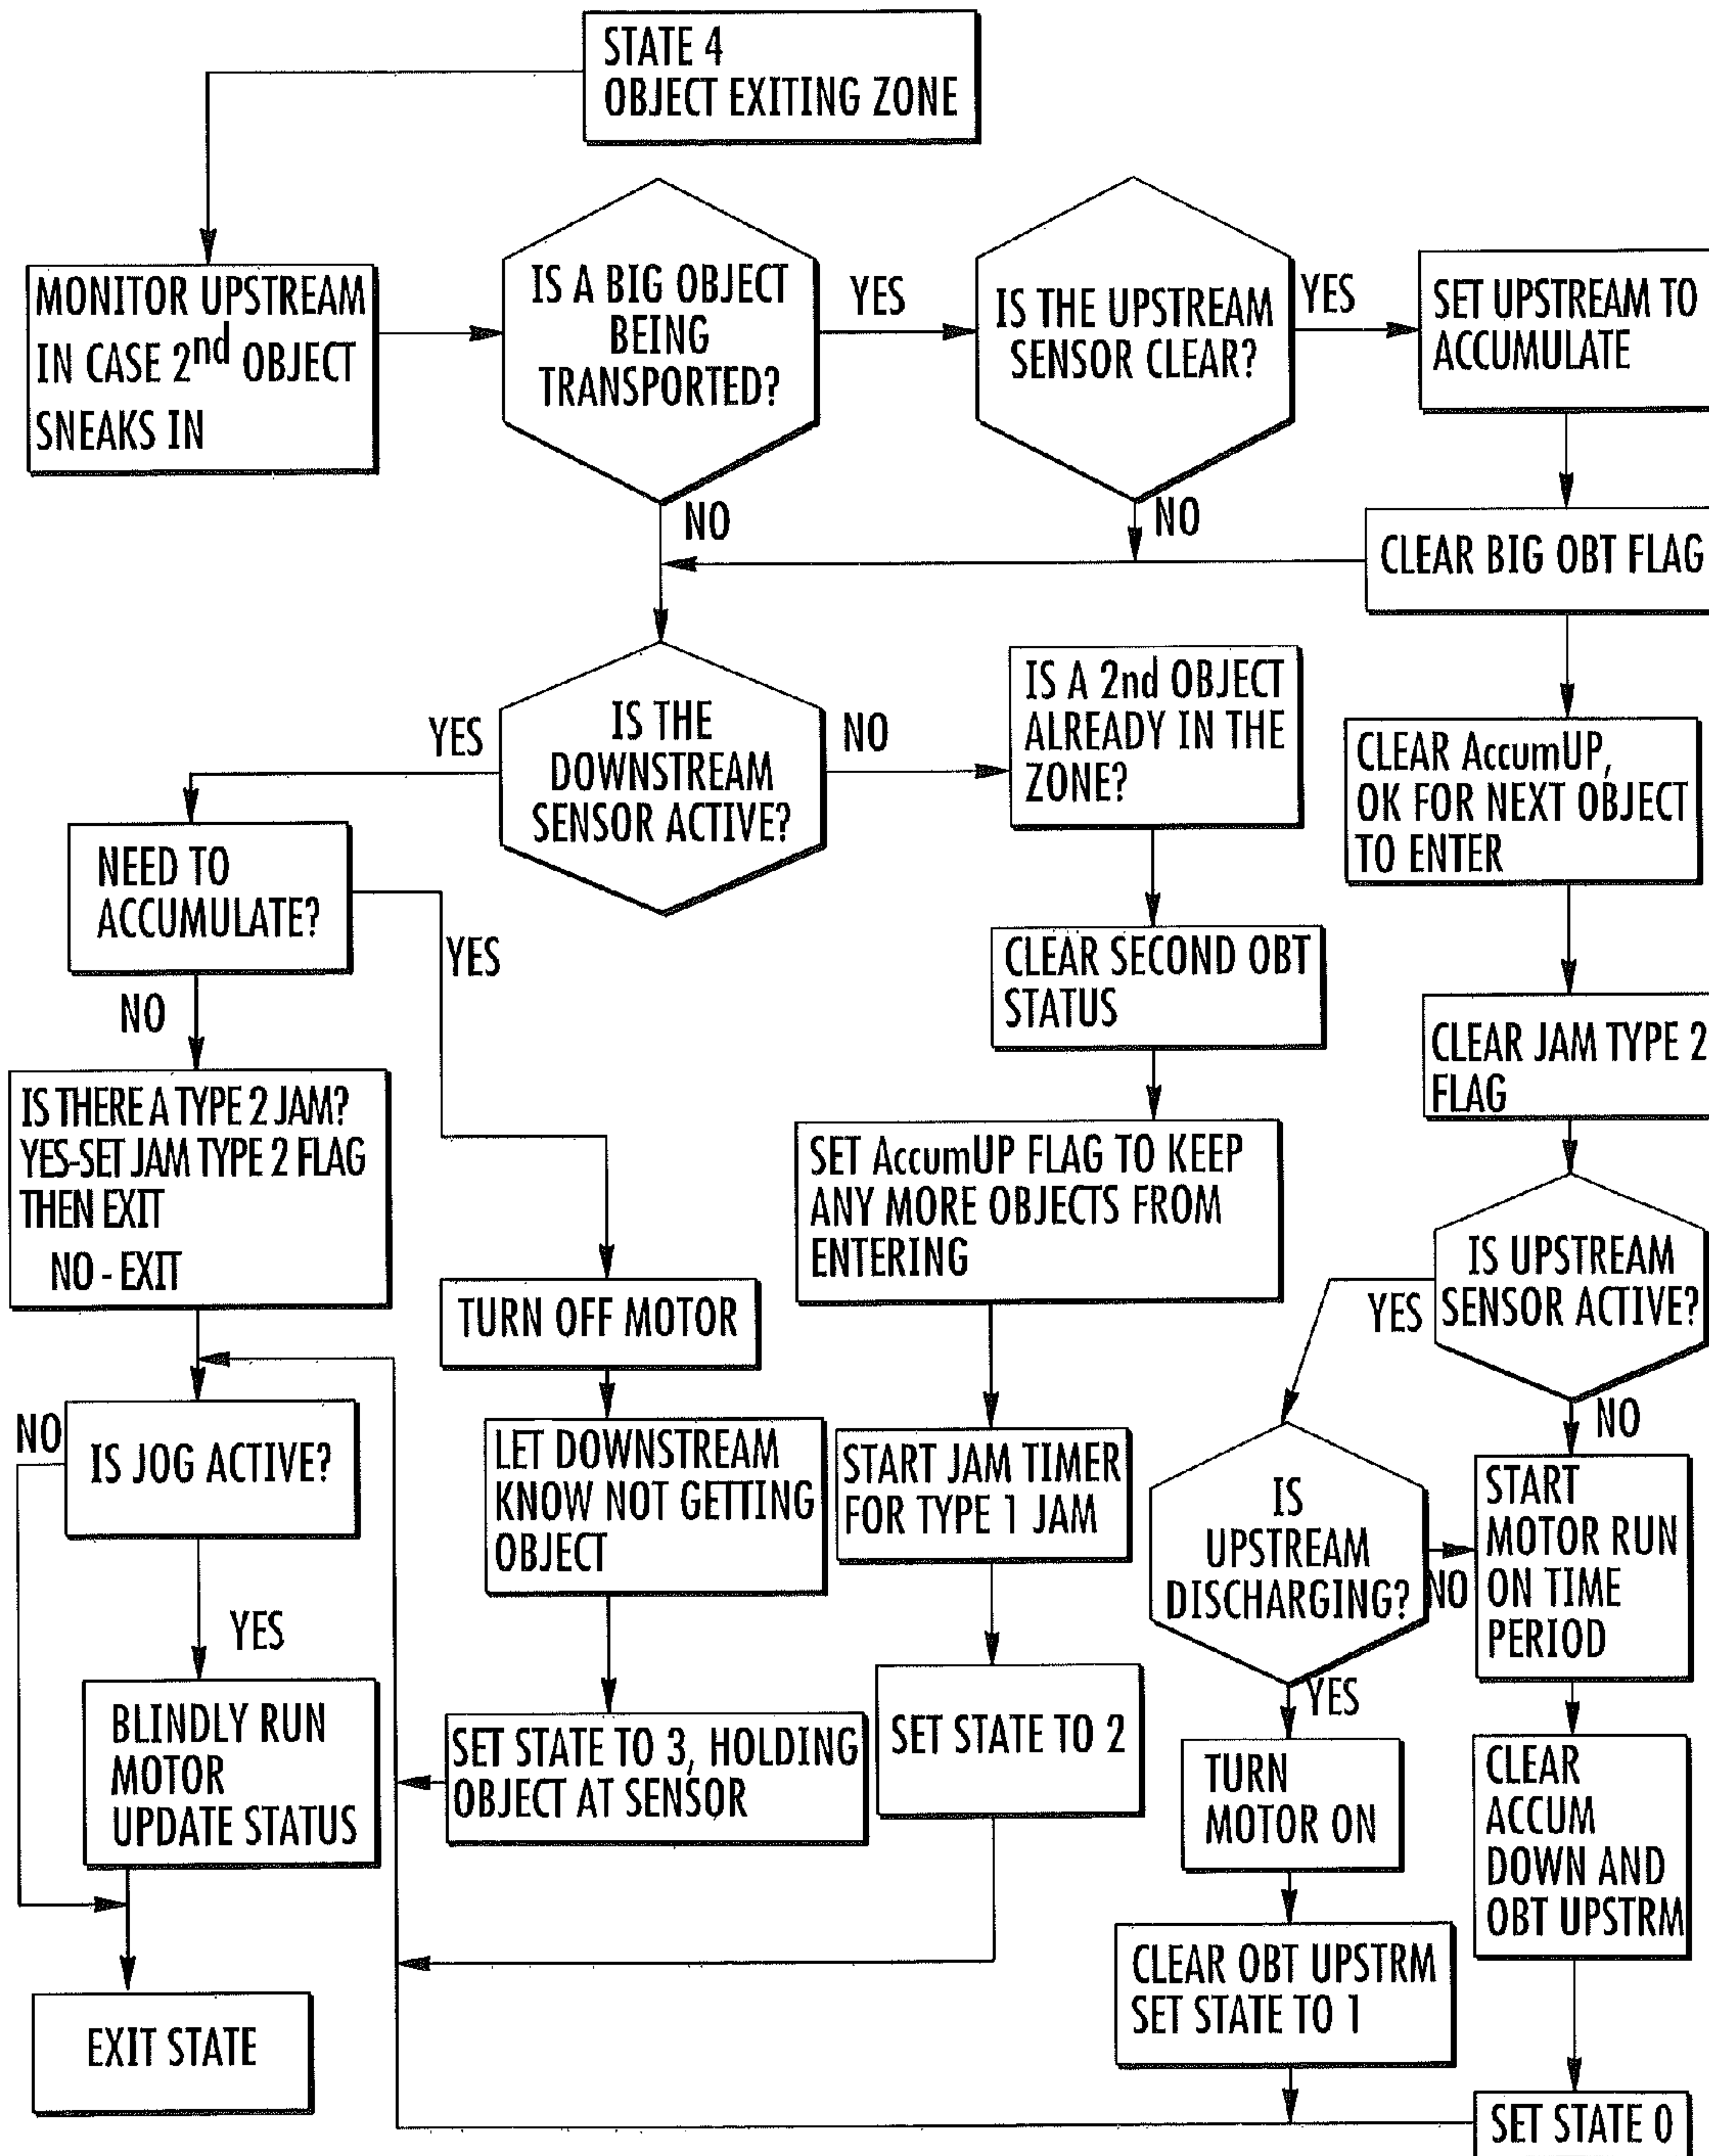 STATE 4
OBJECT EXITING ZONE
MONITOR UPSTREAM
IN CASE 2nd OBJECT
SNEAKS IN
IS A BIG OBJECT
BEING
TRANSPORTED?
YES
NO
IS THE UPSTREAM
SENSOR CLEAR?
YES
NO
SET UPSTREAM TO
ACCUMULATE
CLEAR BIG OBT FLAG
IS THE
DOWNSTREAM
SENSOR ACTIVE?
YES
NO
IS A 2nd OBJECT
ALREADY IN THE
ZONE?
CLEAR AccumUP,
OK FOR NEXT OBJECT
TO ENTER
NEED TO
ACCUMULATE?
YES
NO
CLEAR SECOND OBT
STATUS
CLEAR JAM TYPE 2
FLAG
IS THERE A TYPE 2 JAM?
YES-SET JAM TYPE 2 FLAG
THEN EXIT
NO - EXIT
SET AccumUP FLAG TO KEEP
ANY MORE OBJECTS FROM
ENTERING
IS UPSTREAM
SENSOR ACTIVE?
YES
NO
TURN OFF MOTOR
IS JOG ACTIVE?
NO
YES
LET DOWNSTREAM
KNOW NOT GETTING
OBJECT
START JAM TIMER
FOR TYPE 1 JAM
IS
UPSTREAM
DISCHARGING?
NO
YES
START
MOTOR RUN
ON TIME
PERIOD
BLINDLY RUN
MOTOR
UPDATE STATUS
SET STATE TO 3, HOLDING
OBJECT AT SENSOR
SET STATE TO 2
TURN
MOTOR ON
CLEAR
ACCUM
DOWN AND
OBT UPSTRM
EXIT STATE
CLEAR OBT UPSTRM
SET STATE TO 1
SET STATE 0